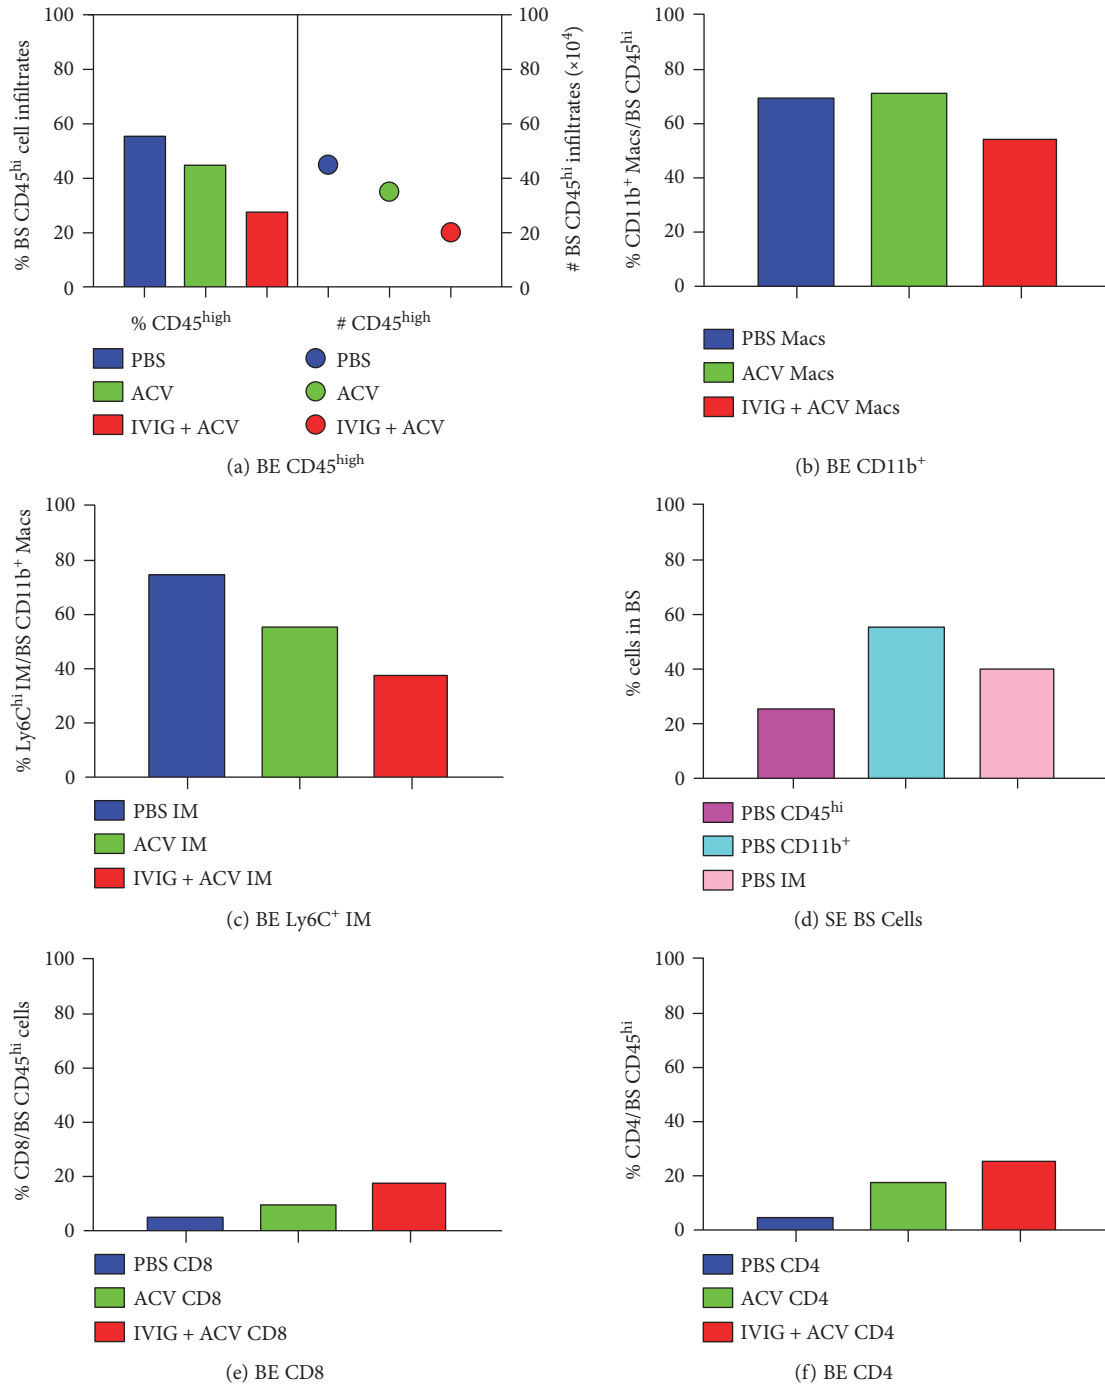 % BS CD45hi cell infiltrates
100
80
60
40
20
0
100
80
60
40
20
0
# BS CD45hi infiltrates (×10⁴)
% CD45high
# CD45high
PBS
ACV
IVIG + ACV
PBS
ACV
IVIG + ACV
(a) BE CD45high
% CD11b⁺ Macs/BS CD45hi
100
80
60
40
20
0
PBS Macs
ACV Macs
IVIG + ACV Macs
(b) BE CD11b⁺
% Ly6Chi IM/BS CD11b⁺ Macs
100
80
60
40
20
0
PBS IM
ACV IM
IVIG + ACV IM
(c) BE Ly6C⁺ IM
% cells in BS
100
80
60
40
20
0
PBS CD45hi
PBS CD11b⁺
PBS IM
(d) SE BS Cells
% CD8/BS CD45hi cells
100
80
60
40
20
0
PBS CD8
ACV CD8
IVIG + ACV CD8
(e) BE CD8
% CD4/BS CD45hi
100
80
60
40
20
0
PBS CD4
ACV CD4
IVIG + ACV CD4
(f) BE CD4